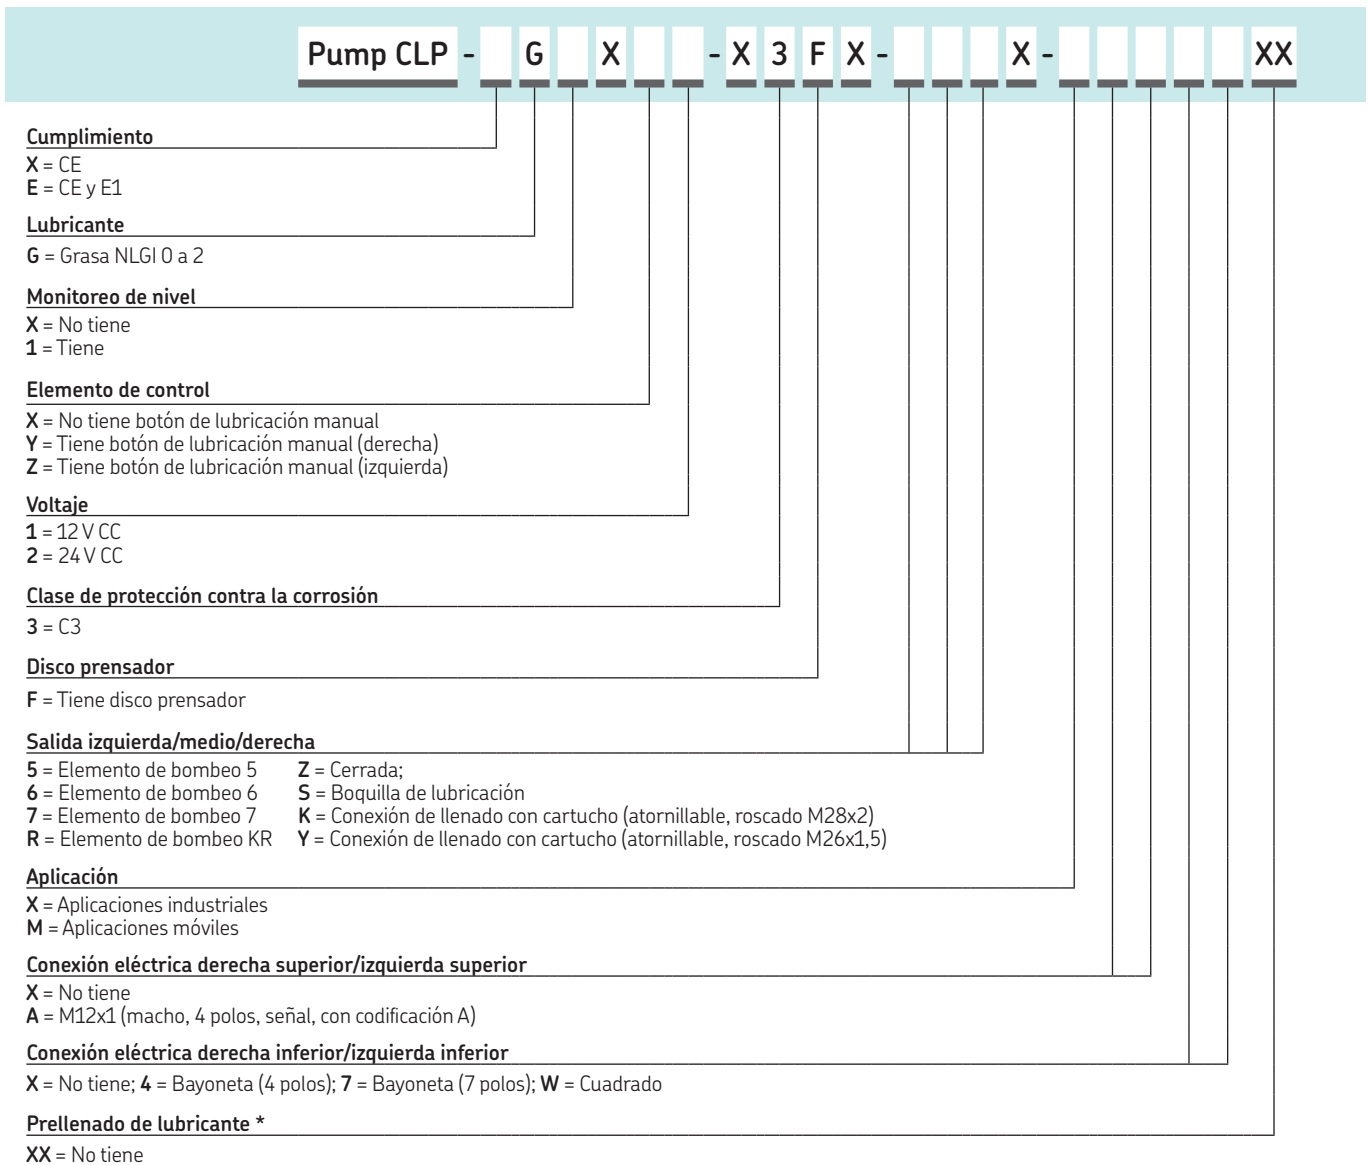 Pump CLP - G X - X 3 F X - X - XX
Cumplimiento
X = CE
E = CE y E1
Lubricante
G = Grasa NLGI 0 a 2
Monitoreo de nivel
X = No tiene
1 = Tiene
Elemento de control
X = No tiene botón de lubricación manual
Y = Tiene botón de lubricación manual (derecha)
Z = Tiene botón de lubricación manual (izquierda)
Voltaje
1 = 12 V CC
2 = 24 V CC
Clase de protección contra la corrosión
3 = C3
Disco prensador
F = Tiene disco prensador
Salida izquierda/medio/derecha
5 = Elemento de bombeo 5 Z = Cerrada;
6 = Elemento de bombeo 6 S = Boquilla de lubricación
7 = Elemento de bombeo 7 K = Conexión de llenado con cartucho (atornillable, roscado M28x2)
R = Elemento de bombeo KR Y = Conexión de llenado con cartucho (atornillable, roscado M26x1,5)
Aplicación
X = Aplicaciones industriales
M = Aplicaciones móviles
Conexión eléctrica derecha superior/izquierda superior
X = No tiene
A = M12x1 (macho, 4 polos, señal, con codificación A)
Conexión eléctrica derecha inferior/izquierda inferior
X = No tiene; 4 = Bayoneta (4 polos); 7 = Bayoneta (7 polos); W = Cuadrado
Prellenado de lubricante *
XX = No tiene